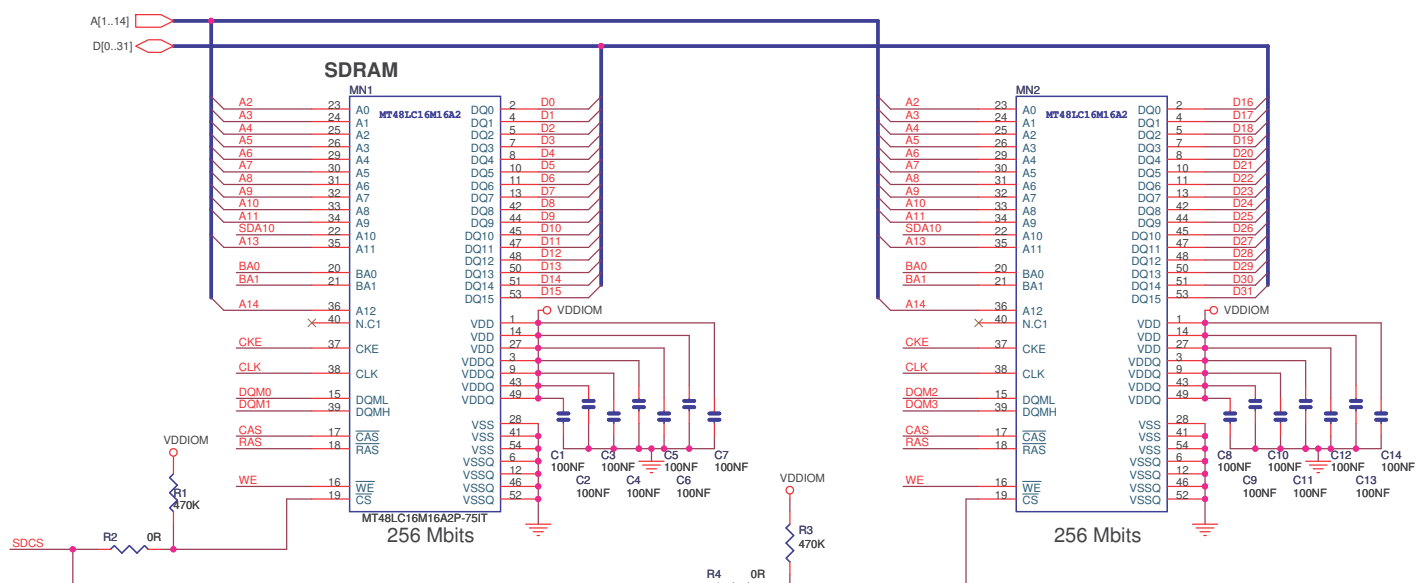 A[1..14]
D[0..31]
SDRAM
MN1
MN2
MT48LC16M16A2
MT48LC16M16A2
A2 23 A0 DQ0 2 D0
A3 24 A1 DQ1 4 D1
A4 25 A2 DQ2 5 D2
A5 26 A3 DQ3 7 D3
A6 29 A4 DQ4 8 D4
A7 30 A5 DQ5 10 D5
A8 31 A6 DQ6 11 D6
A9 32 A7 DQ7 13 D7
A10 33 A8 DQ8 42 D8
A11 34 A9 DQ9 44 D9
SDA10 22 A10 DQ10 45 D10
A13 35 A11 DQ11 47 D11
DQ12 48 D12
BA0 20 BA0 DQ13 50 D13
BA1 21 BA1 DQ14 51 D14
DQ15 53 D15
A14 36 A12 VDDIOM
40 N.C1 VDD 1
VDD 14
CKE 37 CKE VDD 27
VDDQ 3
CLK 38 CLK VDDQ 9
VDDQ 43
DQM0 15 DQML VDDQ 49
DQM1 39 DQMH
VSS 28
CAS 17 CAS VSS 41
RAS 18 RAS VSS 54
VSSQ 6
VSSQ 12
WE 16 WE VSSQ 46
19 CS VSSQ 52
C1 C3 C5 C7
100NF 100NF 100NF 100NF
C2 C4 C6
100NF 100NF 100NF
MT48LC16M16A2P-75IT
256 Mbits
VDDIOM
R1
470K
R2 0R
SDCS
A2 23 A0 DQ0 2 D16
A3 24 A1 DQ1 4 D17
A4 25 A2 DQ2 5 D18
A5 26 A3 DQ3 7 D19
A6 29 A4 DQ4 8 D20
A7 30 A5 DQ5 10 D21
A8 31 A6 DQ6 11 D22
A9 32 A7 DQ7 13 D23
A10 33 A8 DQ8 42 D24
A11 34 A9 DQ9 44 D25
SDA10 22 A10 DQ10 45 D26
A13 35 A11 DQ11 47 D27
DQ12 48 D28
BA0 20 BA0 DQ13 50 D29
BA1 21 BA1 DQ14 51 D30
DQ15 53 D31
A14 36 A12 VDDIOM
40 N.C1 VDD 1
VDD 14
CKE 37 CKE VDD 27
VDDQ 3
CLK 38 CLK VDDQ 9
VDDQ 43
DQM2 15 DQML VDDQ 49
DQM3 39 DQMH
VSS 28
CAS 17 CAS VSS 41
RAS 18 RAS VSS 54
VSSQ 6
VSSQ 12
WE 16 WE VSSQ 46
19 CS VSSQ 52
C8 C10 C12 C14
100NF 100NF 100NF 100NF
C9 C11 C13
100NF 100NF 100NF
256 Mbits
VDDIOM
R3
470K
R4 0R